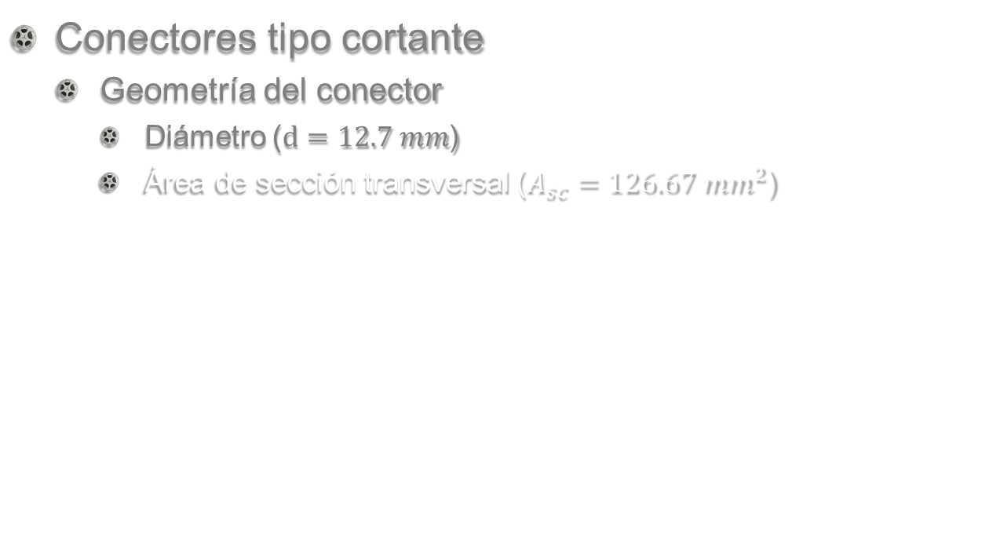 Conectores tipo cortante
Geometría del conector
Diámetro (d = 12.7 mm)
Área de sección transversal (A_sc = 126.67 mm²)